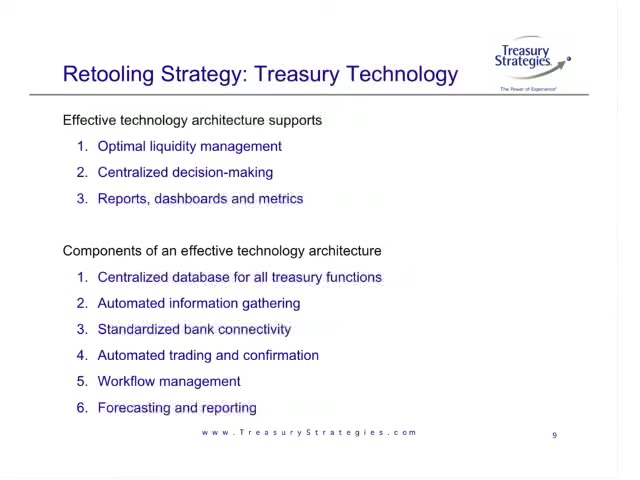 Treasury
Strategies
The Power of Experience®
Retooling Strategy: Treasury Technology
Effective technology architecture supports
1. Optimal liquidity management
2. Centralized decision-making
3. Reports, dashboards and metrics
Components of an effective technology architecture
1. Centralized database for all treasury functions
2. Automated information gathering
3. Standardized bank connectivity
4. Automated trading and confirmation
5. Workflow management
6. Forecasting and reporting
www.TreasuryStrategies.com
9